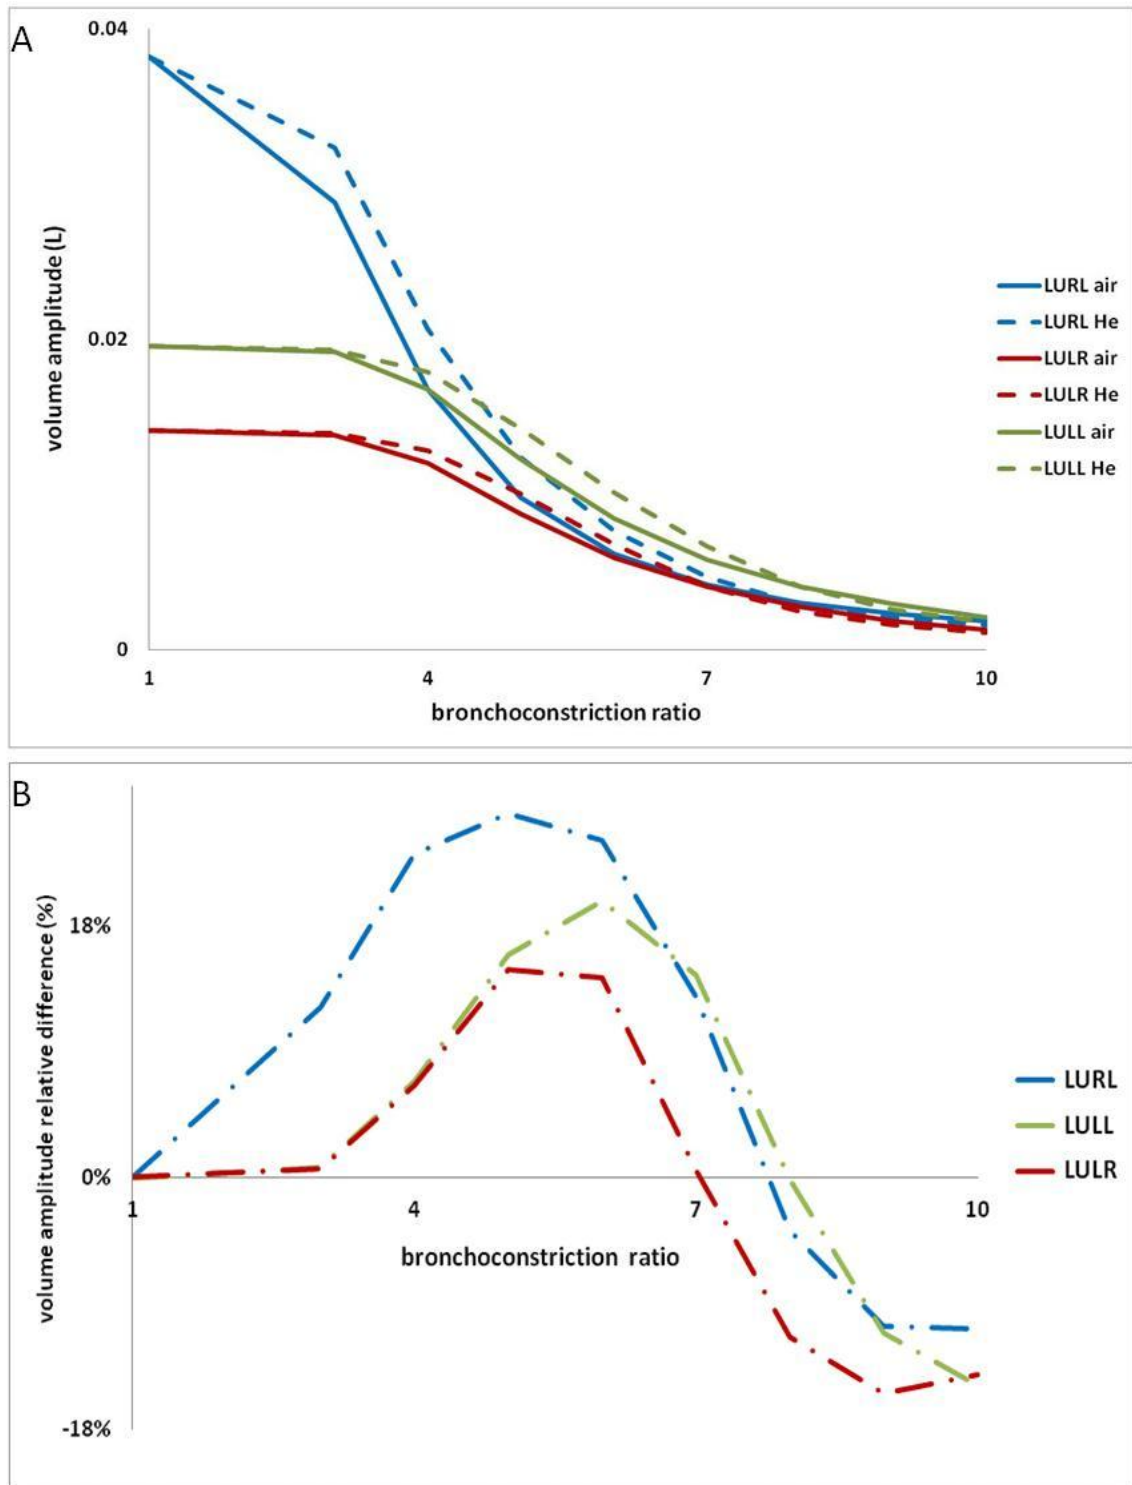 A
0.04
volume amplitude (L)
0.02
0
1 4 7 10
bronchoconstriction ratio
LURL air
LURL He
LULR air
LULR He
LULL air
LULL He
B
volume amplitude relative difference (%)
18%
0%
-18%
1 4 7 10
bronchoconstriction ratio
LURL
LULL
LULR